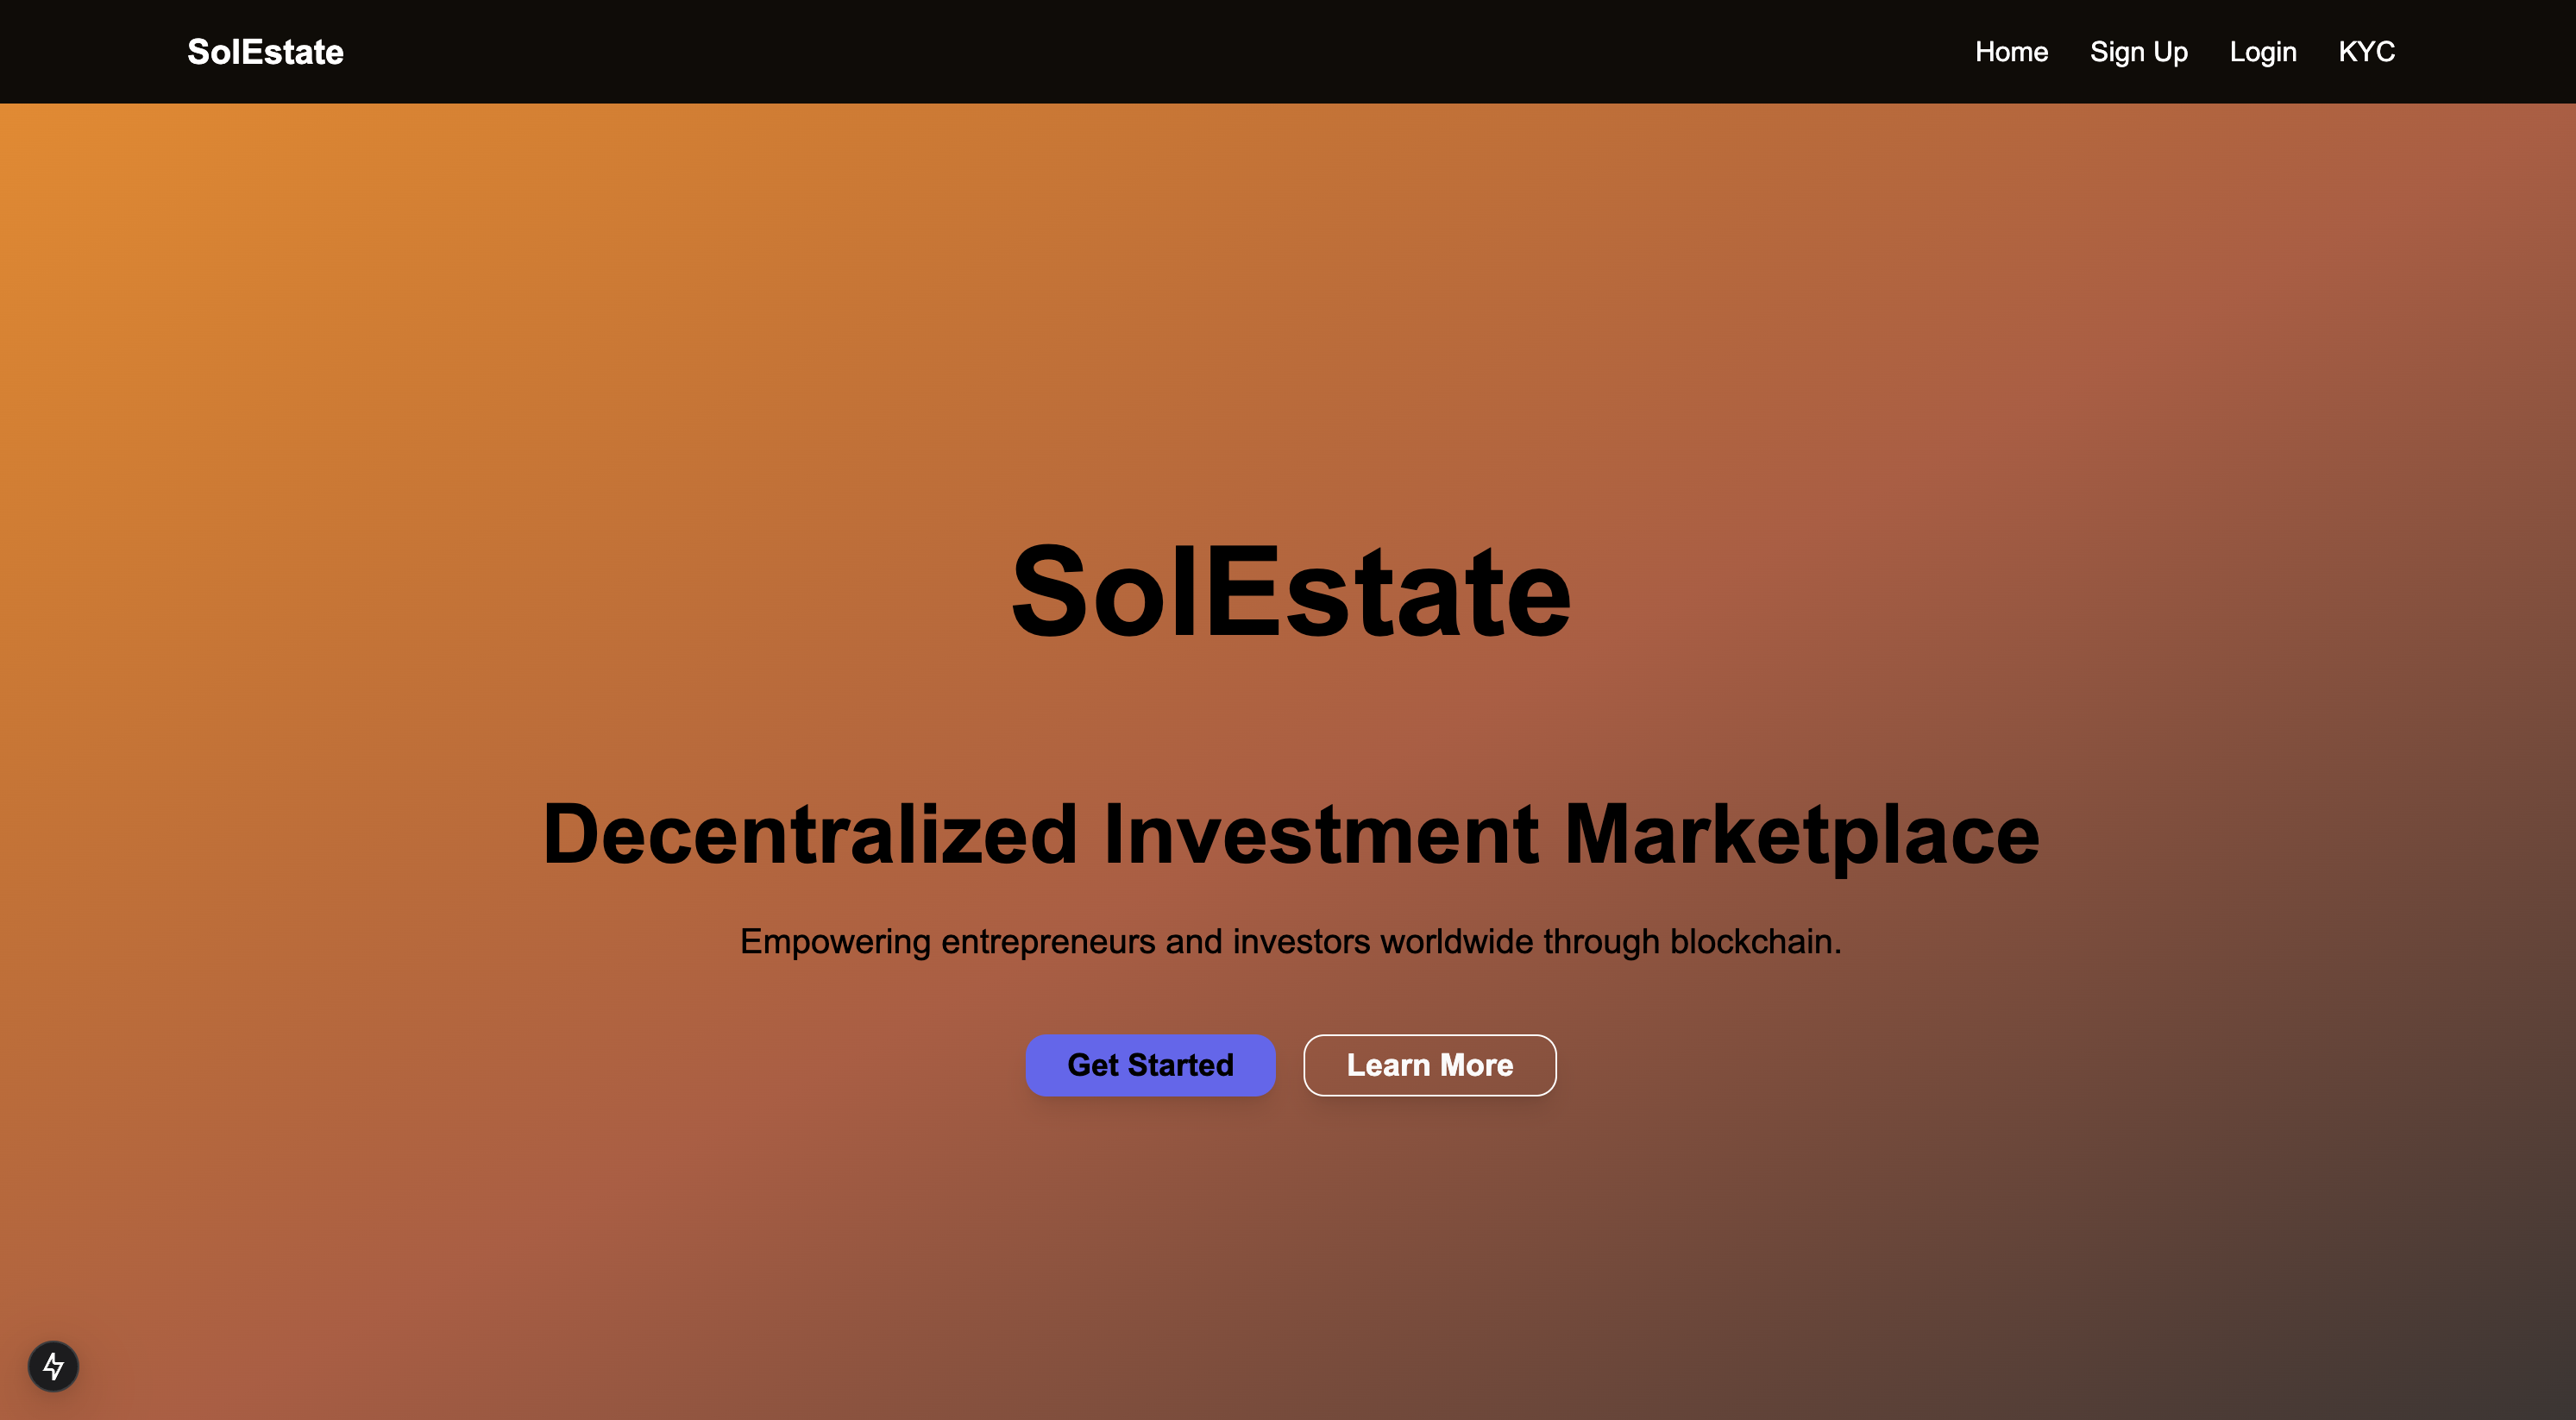 SolEstate
Home Sign Up Login KYC
SolEstate
Decentralized Investment Marketplace
Empowering entrepreneurs and investors worldwide through blockchain.
Get Started Learn More